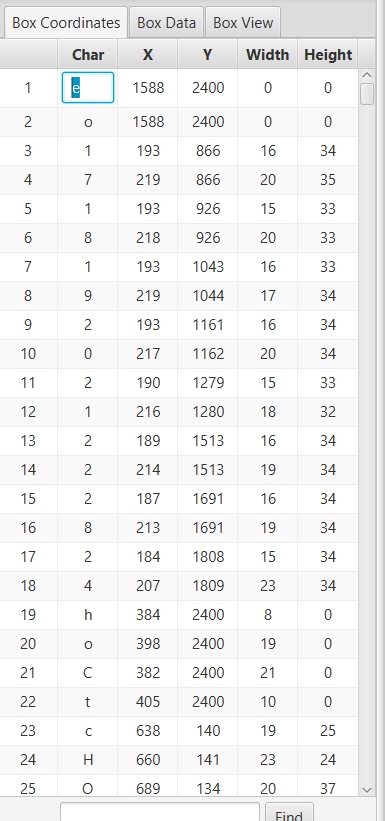 Box Coordinates Box Data Box View
Char X Y Width Height
1 e 1588 2400 0 0
2 o 1588 2400 0 0
3 1 193 866 16 34
4 7 219 866 20 35
5 1 193 926 15 33
6 8 218 926 20 33
7 1 193 1043 16 33
8 9 219 1044 17 34
9 2 193 1161 16 34
10 0 217 1162 20 34
11 2 190 1279 15 33
12 1 216 1280 18 32
13 2 189 1513 16 34
14 2 214 1513 19 34
15 2 187 1691 16 34
16 8 213 1691 19 34
17 2 184 1808 15 34
18 4 207 1809 23 34
19 h 384 2400 8 0
20 o 398 2400 19 0
21 C 382 2400 21 0
22 t 405 2400 10 0
23 c 638 140 19 25
24 H 660 141 23 24
25 O 689 134 20 37
Find